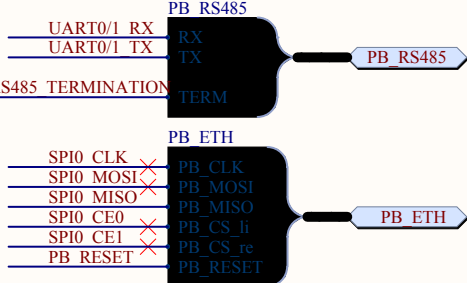 PB_RS485
UART0/1_RX
RX
UART0/1_TX
TX
PB_RS485
S485_TERMINATION
TERM
PB_ETH
SPI0_CLK
PB_CLK
SPI0_MOSI
PB_MOSI
SPI0_MISO
PB_MISO
SPI0_CE0
PB_CS_li
PB_ETH
SPI0_CE1
PB_CS_re
PB_RESET
PB_RESET